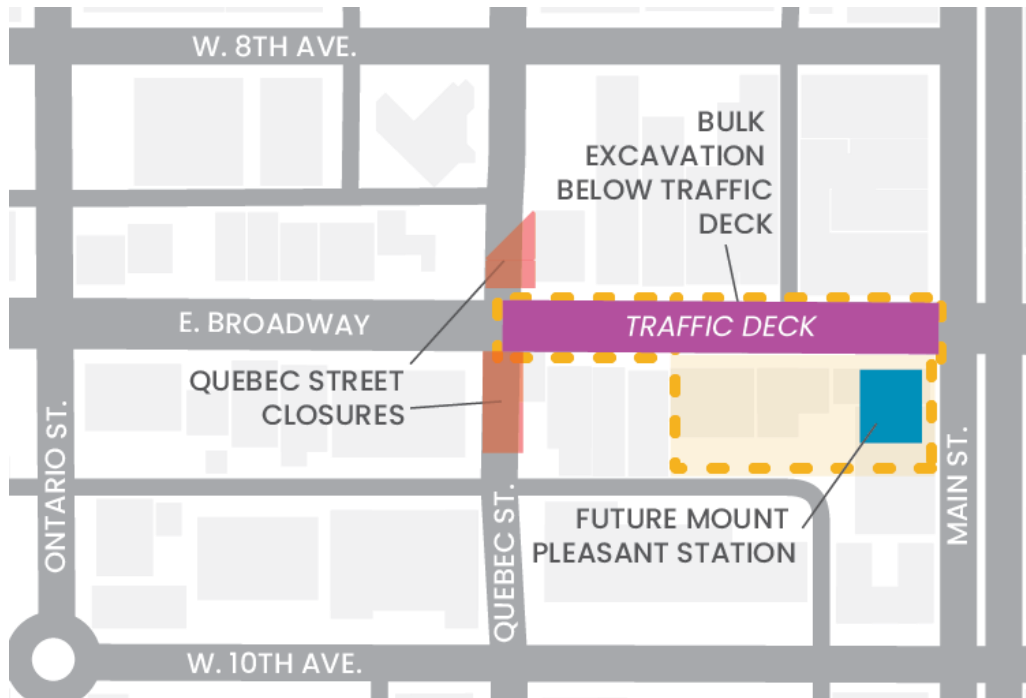 W. 8TH AVE.
BULK
EXCAVATION
BELOW TRAFFIC
DECK
E. BROADWAY
TRAFFIC DECK
QUEBEC STREET
CLOSURES
ONTARIO ST.
QUEBEC ST.
MAIN ST.
FUTURE MOUNT
PLEASANT STATION
W. 10TH AVE.